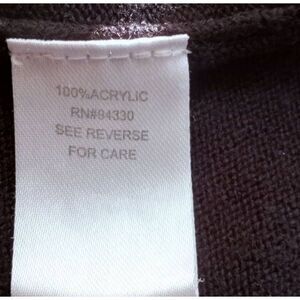 100%ACRYLIC
RN#94330
SEE REVERSE
FOR CARE